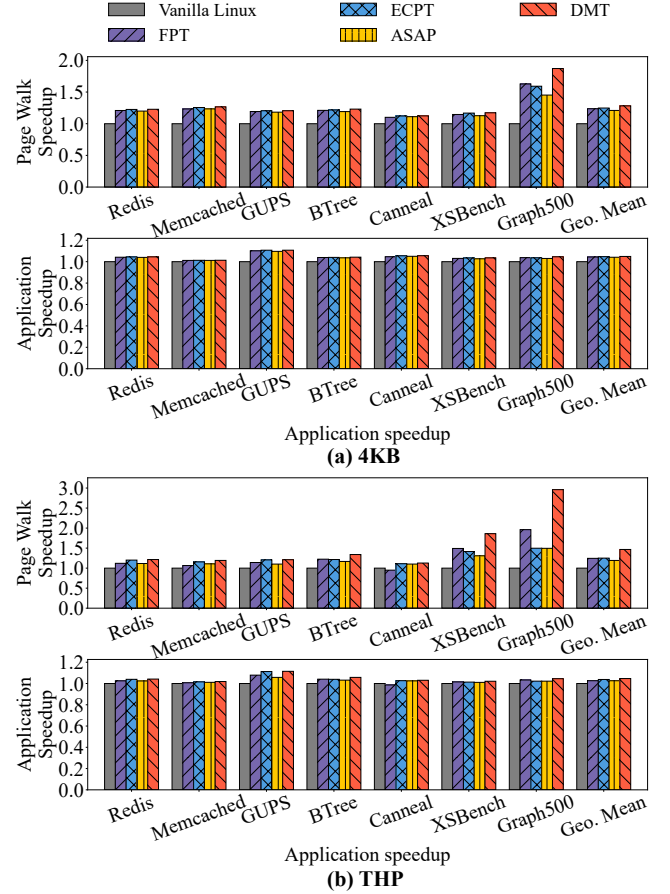 Vanilla Linux ECPT DMT
FPT ASAP
Page Walk
Speedup
2.0
1.5
1.0
0.5
0.0
Redis Memcached GUPS BTree Canneal XSBench Graph500 Geo. Mean
Application
Speedup
1.2
1.0
0.8
0.6
0.4
0.2
0.0
Redis Memcached GUPS BTree Canneal XSBench Graph500 Geo. Mean
Application speedup
(a) 4KB
Page Walk
Speedup
3.0
2.5
2.0
1.5
1.0
0.5
0.0
Redis Memcached GUPS BTree Canneal XSBench Graph500 Geo. Mean
Application
Speedup
1.2
1.0
0.8
0.6
0.4
0.2
0.0
Redis Memcached GUPS BTree Canneal XSBench Graph500 Geo. Mean
Application speedup
(b) THP